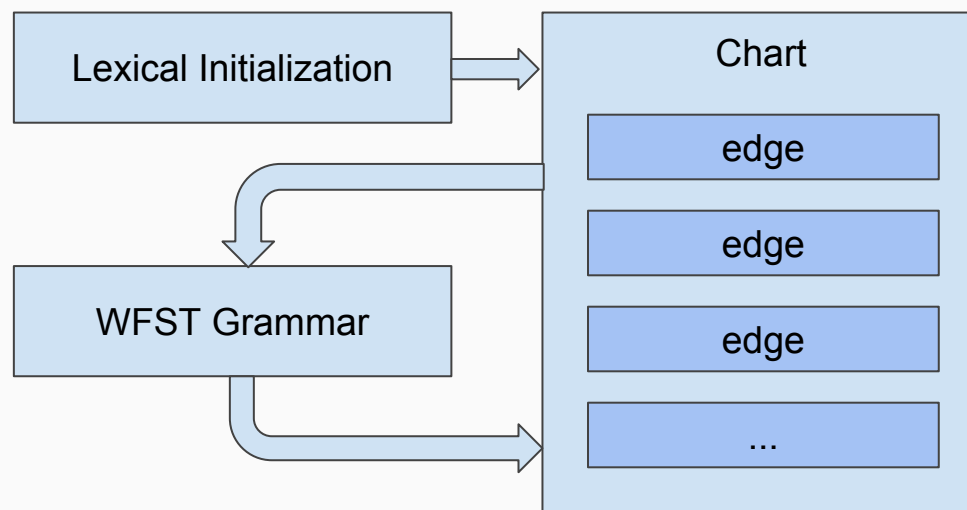 Lexical Initialization
Chart
edge
WFST Grammar
edge
edge
...